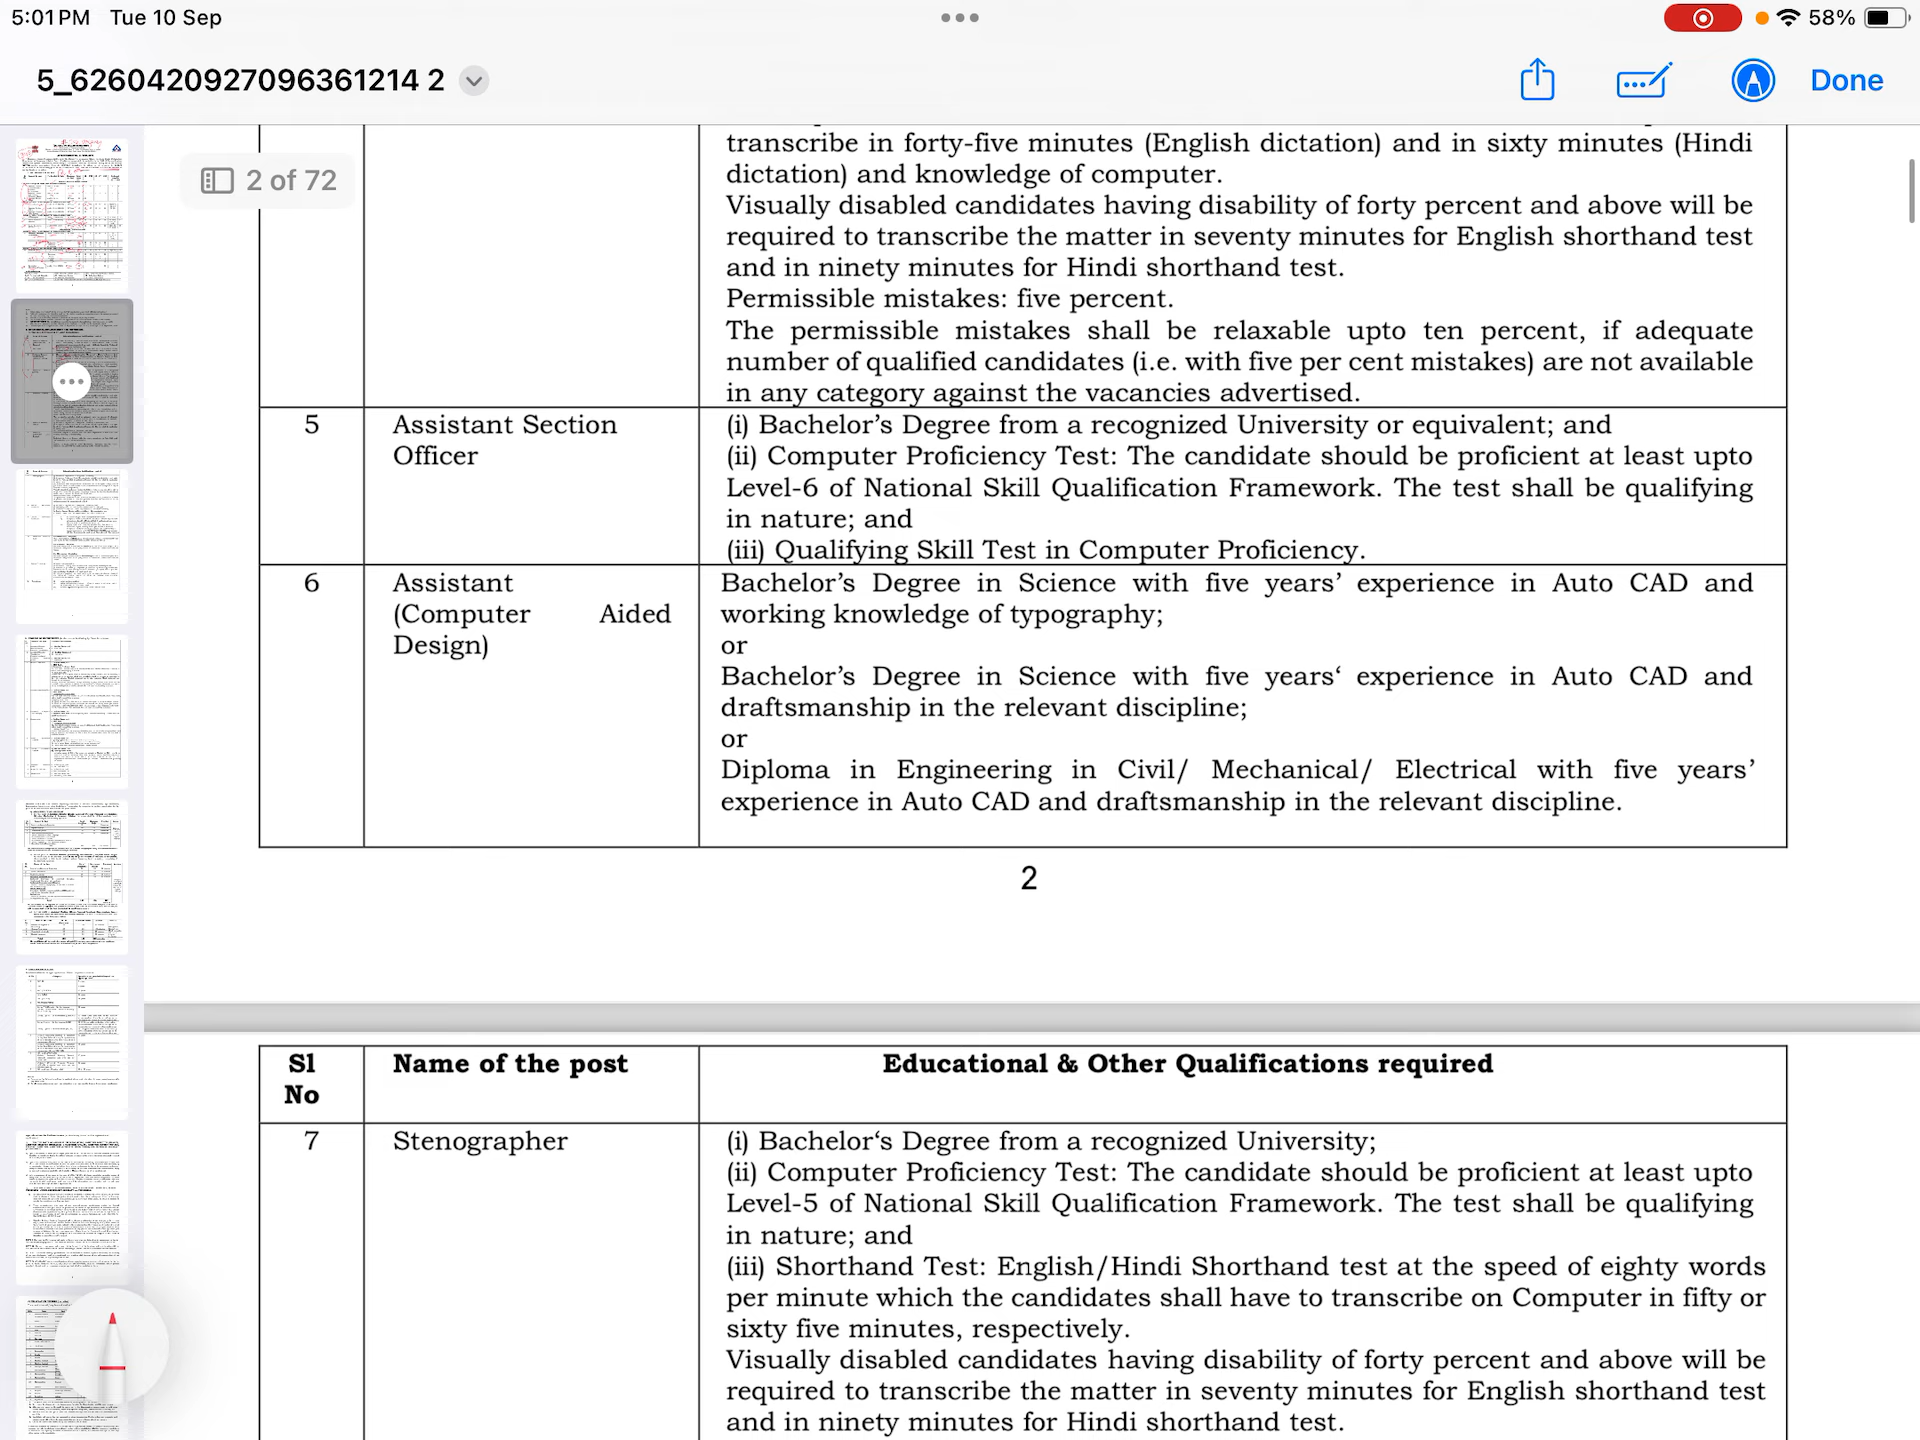 5:01 PM Tue 10 Sep
58%
5_6260420927096361214 2
Done
2 of 72
transcribe in forty-five minutes (English dictation) and in sixty minutes (Hindi
dictation) and knowledge of computer.
Visually disabled candidates having disability of forty percent and above will be
required to transcribe the matter in seventy minutes for English shorthand test
and in ninety minutes for Hindi shorthand test.
Permissible mistakes: five percent.
The permissible mistakes shall be relaxable upto ten percent, if adequate
number of qualified candidates (i.e. with five per cent mistakes) are not available
in any category against the vacancies advertised.
5
Assistant Section
Officer
(i) Bachelor’s Degree from a recognized University or equivalent; and
(ii) Computer Proficiency Test: The candidate should be proficient at least upto
Level-6 of National Skill Qualification Framework. The test shall be qualifying
in nature; and
(iii) Qualifying Skill Test in Computer Proficiency.
6
Assistant
(Computer Aided
Design)
Bachelor’s Degree in Science with five years’ experience in Auto CAD and
working knowledge of typography;
or
Bachelor’s Degree in Science with five years‘ experience in Auto CAD and
draftsmanship in the relevant discipline;
or
Diploma in Engineering in Civil/ Mechanical/ Electrical with five years’
experience in Auto CAD and draftsmanship in the relevant discipline.
2
Sl
No
Name of the post
Educational & Other Qualifications required
7
Stenographer
(i) Bachelor‘s Degree from a recognized University;
(ii) Computer Proficiency Test: The candidate should be proficient at least upto
Level-5 of National Skill Qualification Framework. The test shall be qualifying
in nature; and
(iii) Shorthand Test: English/Hindi Shorthand test at the speed of eighty words
per minute which the candidates shall have to transcribe on Computer in fifty or
sixty five minutes, respectively.
Visually disabled candidates having disability of forty percent and above will be
required to transcribe the matter in seventy minutes for English shorthand test
and in ninety minutes for Hindi shorthand test.